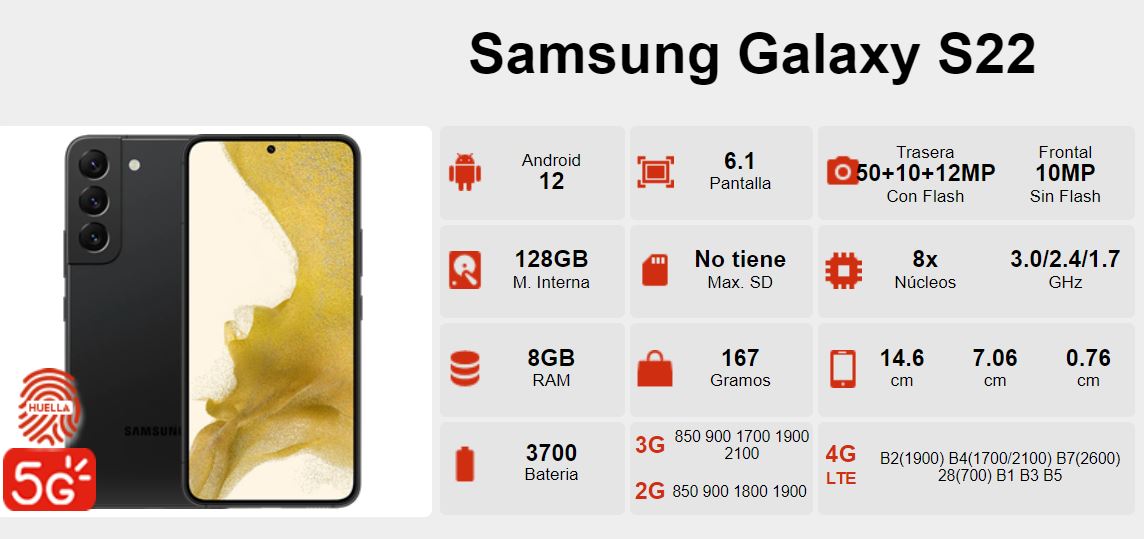 Samsung Galaxy S22
Android
12
6.1
Pantalla
Trasera
50+10+12MP
Con Flash
Frontal
10MP
Sin Flash
128GB
M. Interna
No tiene
Max. SD
8x
Núcleos
3.0/2.4/1.7
GHz
8GB
RAM
167
Gramos
14.6
cm
7.06
cm
0.76
cm
3700
Bateria
3G
850 900 1700 1900
2100
2G
850 900 1800 1900
4G
LTE
B2(1900) B4(1700/2100) B7(2600)
28(700) B1 B3 B5
HUELLA
SAMSUNG
5G